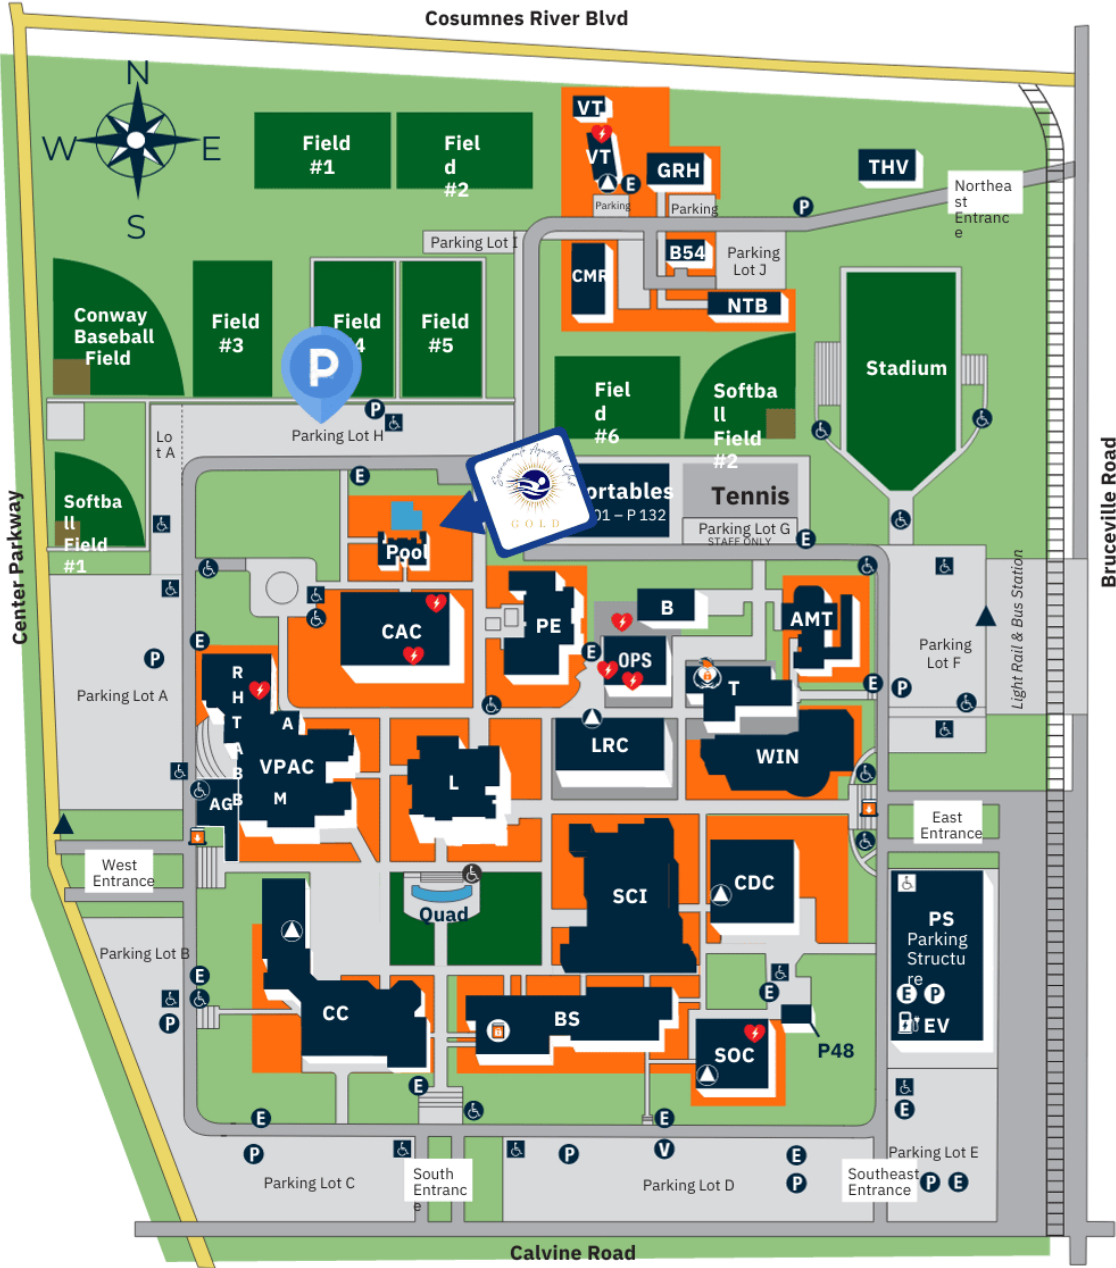 Cosumnes River Blvd
N
W
E
S
Field
#1
Fiel
d
#2
VT
VT
E
GRH
THV
Parking
Parking
P
Northea
st
Entranc
e
Parking Lot I
B54
Parking
Lot J
CMR
NTB
Conway
Baseball
Field
Field
#3
Field
4
Field
#5
P
Stadium
Fiel
d
#6
Softba
ll
Field
#2
P
Parking Lot H
Lo
t A
Bruceville Road
Center Parkway
Softba
ll
Field
#1
E
GOLD
ortables
01 – P 132
Tennis
Parking Lot G
STAFF ONLY
E
Pool
Light Rail & Bus Station
CAC
PE
B
AMT
E
OPS
E
P
Parking
Lot F
Parking Lot A
R
H
T
A
B
B
A
VPAC
M
AG
T
E
P
LRC
WIN
L
West
Entrance
East
Entrance
SCI
CDC
Quad
PS
Parking
Structu
re
E
P
EV
Parking Lot B
E
P
CC
BS
E
SOC
P48
E
E
E
E
P
P
V
E
P
Parking Lot C
South
Entranc
e
Parking Lot D
Parking Lot E
Southeast
Entrance
P
E
Calvine Road